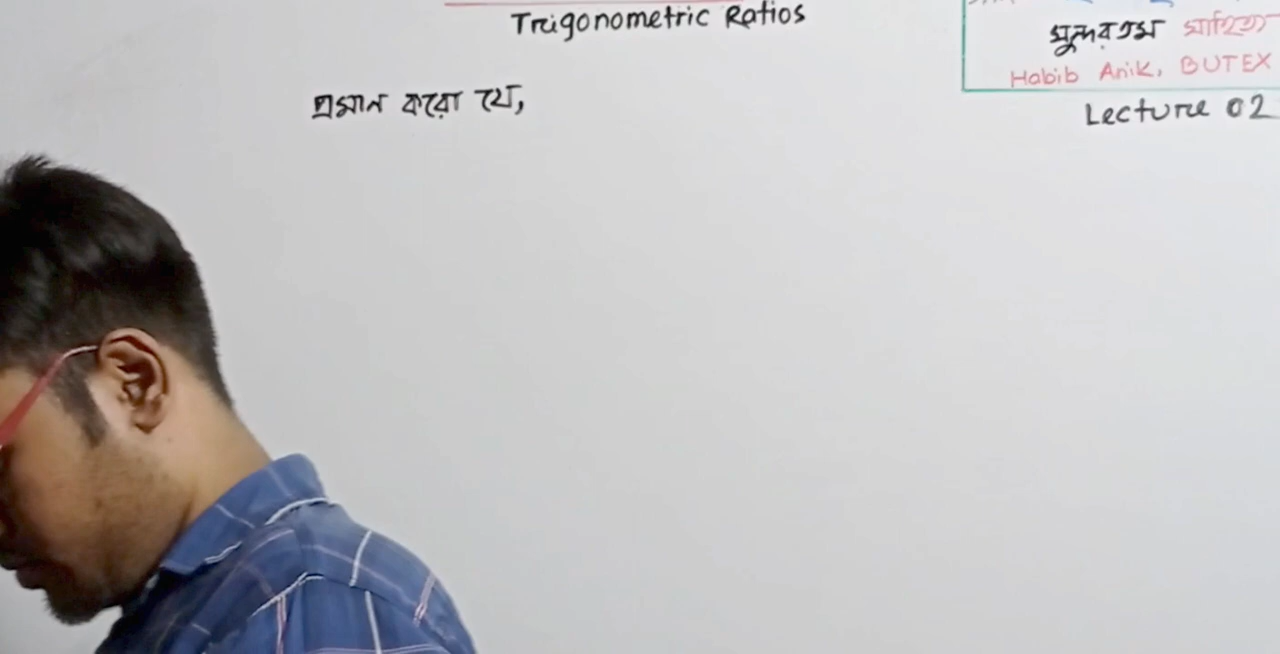 Trigonometric Ratios
প্রমান করো যে,
সুন্দরতম সাহিত্য
Habib Anik, BUTEX
Lecture 02